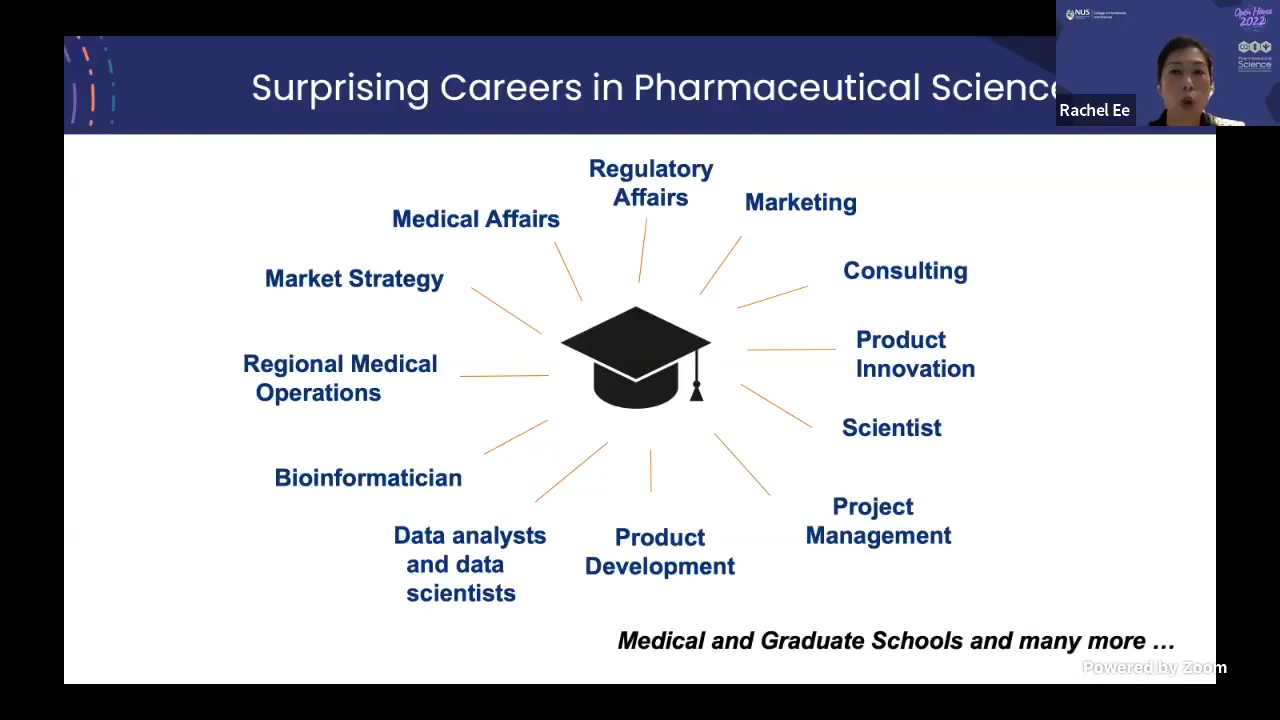 NUS
Open House
2022
Pharmaceutical
Science
Rachel Ee
Surprising Careers in Pharmaceutical Science
Regulatory
Affairs
Marketing
Medical Affairs
Consulting
Market Strategy
Product
Innovation
Regional Medical
Operations
Scientist
Bioinformatician
Project
Management
Data analysts
and data
scientists
Product
Development
Medical and Graduate Schools and many more …
Powered by Zoom